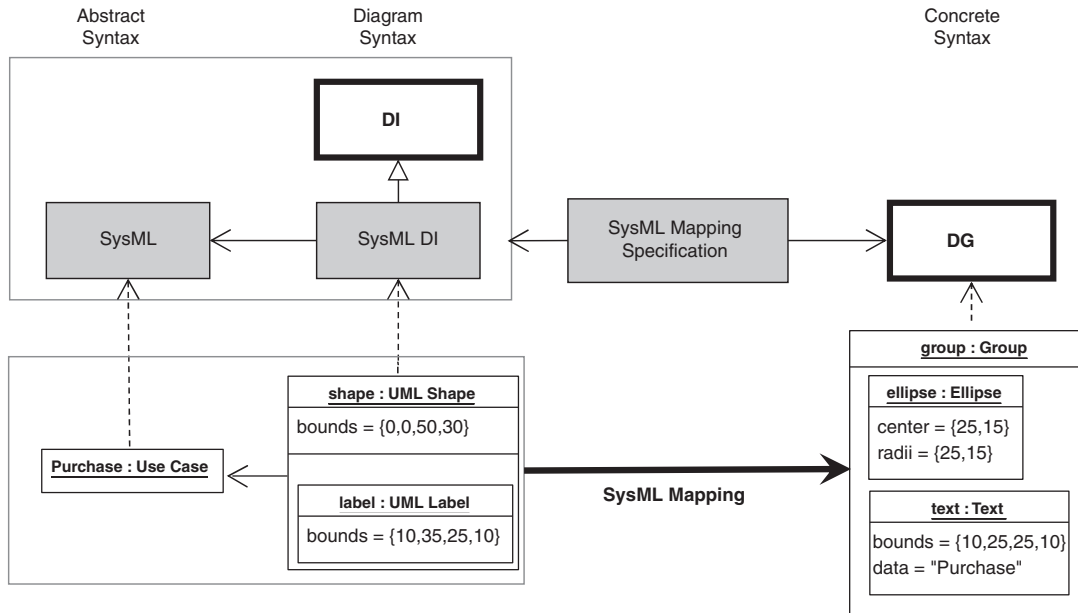 Abstract
Syntax
Diagram
Syntax
Concrete
Syntax
DI
SysML
SysML DI
SysML Mapping
Specification
DG
group : Group
shape : UML Shape
bounds = {0,0,50,30}
ellipse : Ellipse
center = {25,15}
radii = {25,15}
Purchase : Use Case
SysML Mapping
label : UML Label
bounds = {10,35,25,10}
text : Text
bounds = {10,25,25,10}
data = "Purchase"